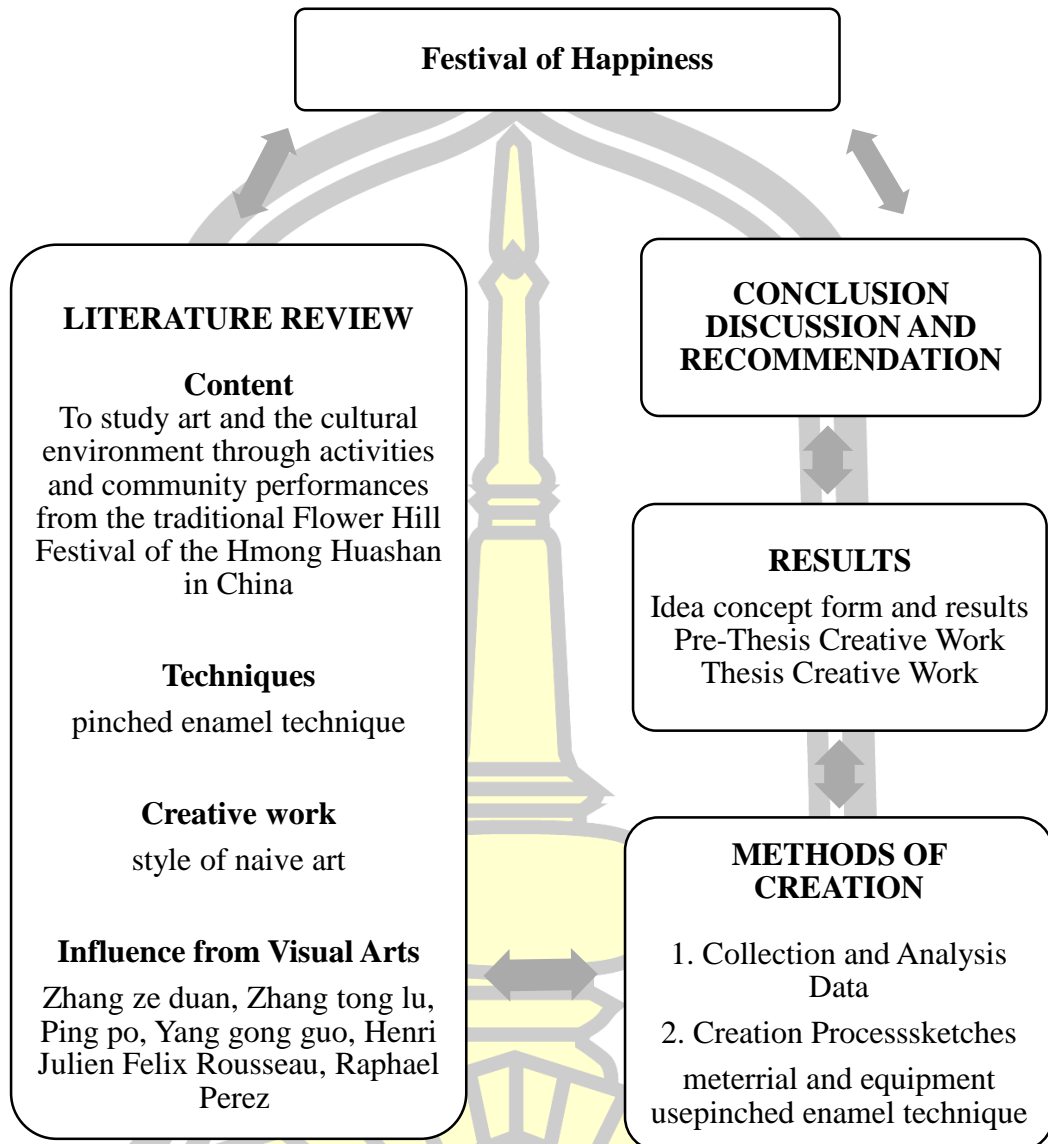 Festival of Happiness
LITERATURE REVIEW
Content
To study art and the cultural
environment through activities
and community performances
from the traditional Flower Hill
Festival of the Hmong Huashan
in China
Techniques
pinched enamel technique
Creative work
style of naive art
Influence from Visual Arts
Zhang ze duan, Zhang tong lu,
Ping po, Yang gong guo, Henri
Julien Felix Rousseau, Raphael
Perez
CONCLUSION
DISCUSSION AND
RECOMMENDATION
RESULTS
Idea concept form and results
Pre-Thesis Creative Work
Thesis Creative Work
METHODS OF
CREATION
1. Collection and Analysis
Data
2. Creation Processsketches
meterrial and equipment
usepinched enamel technique